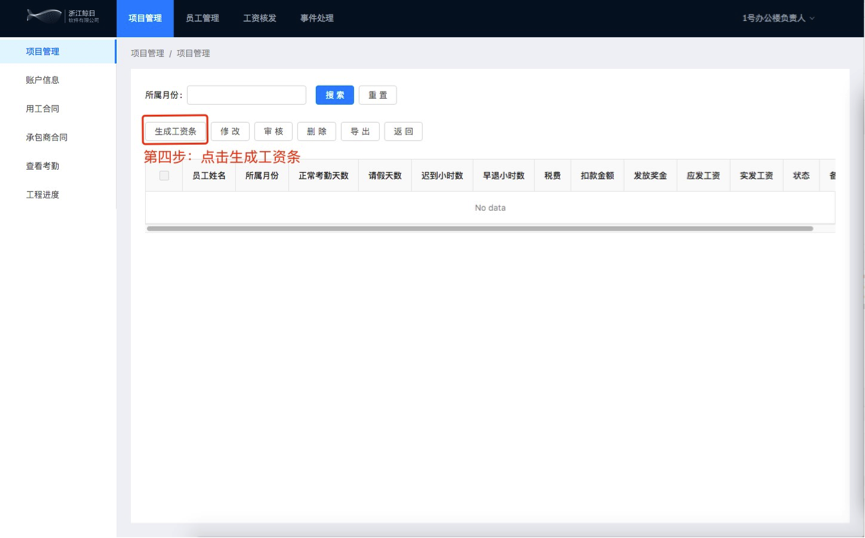 浙江鲸日
软件有限公司
项目管理
员工管理
工资核发
事件处理
1号办公楼负责人
项目管理
账户信息
用工合同
承包商合同
查看考勤
工程进度
项目管理 / 项目管理
所属月份：
搜 索
重 置
生成工资条
修 改
审 核
删 除
导 出
返 回
第四步：点击生成工资条
员工姓名
所属月份
正常考勤天数
请假天数
迟到小时数
早退小时数
税费
扣款金额
发放奖金
应发工资
实发工资
状态
No data